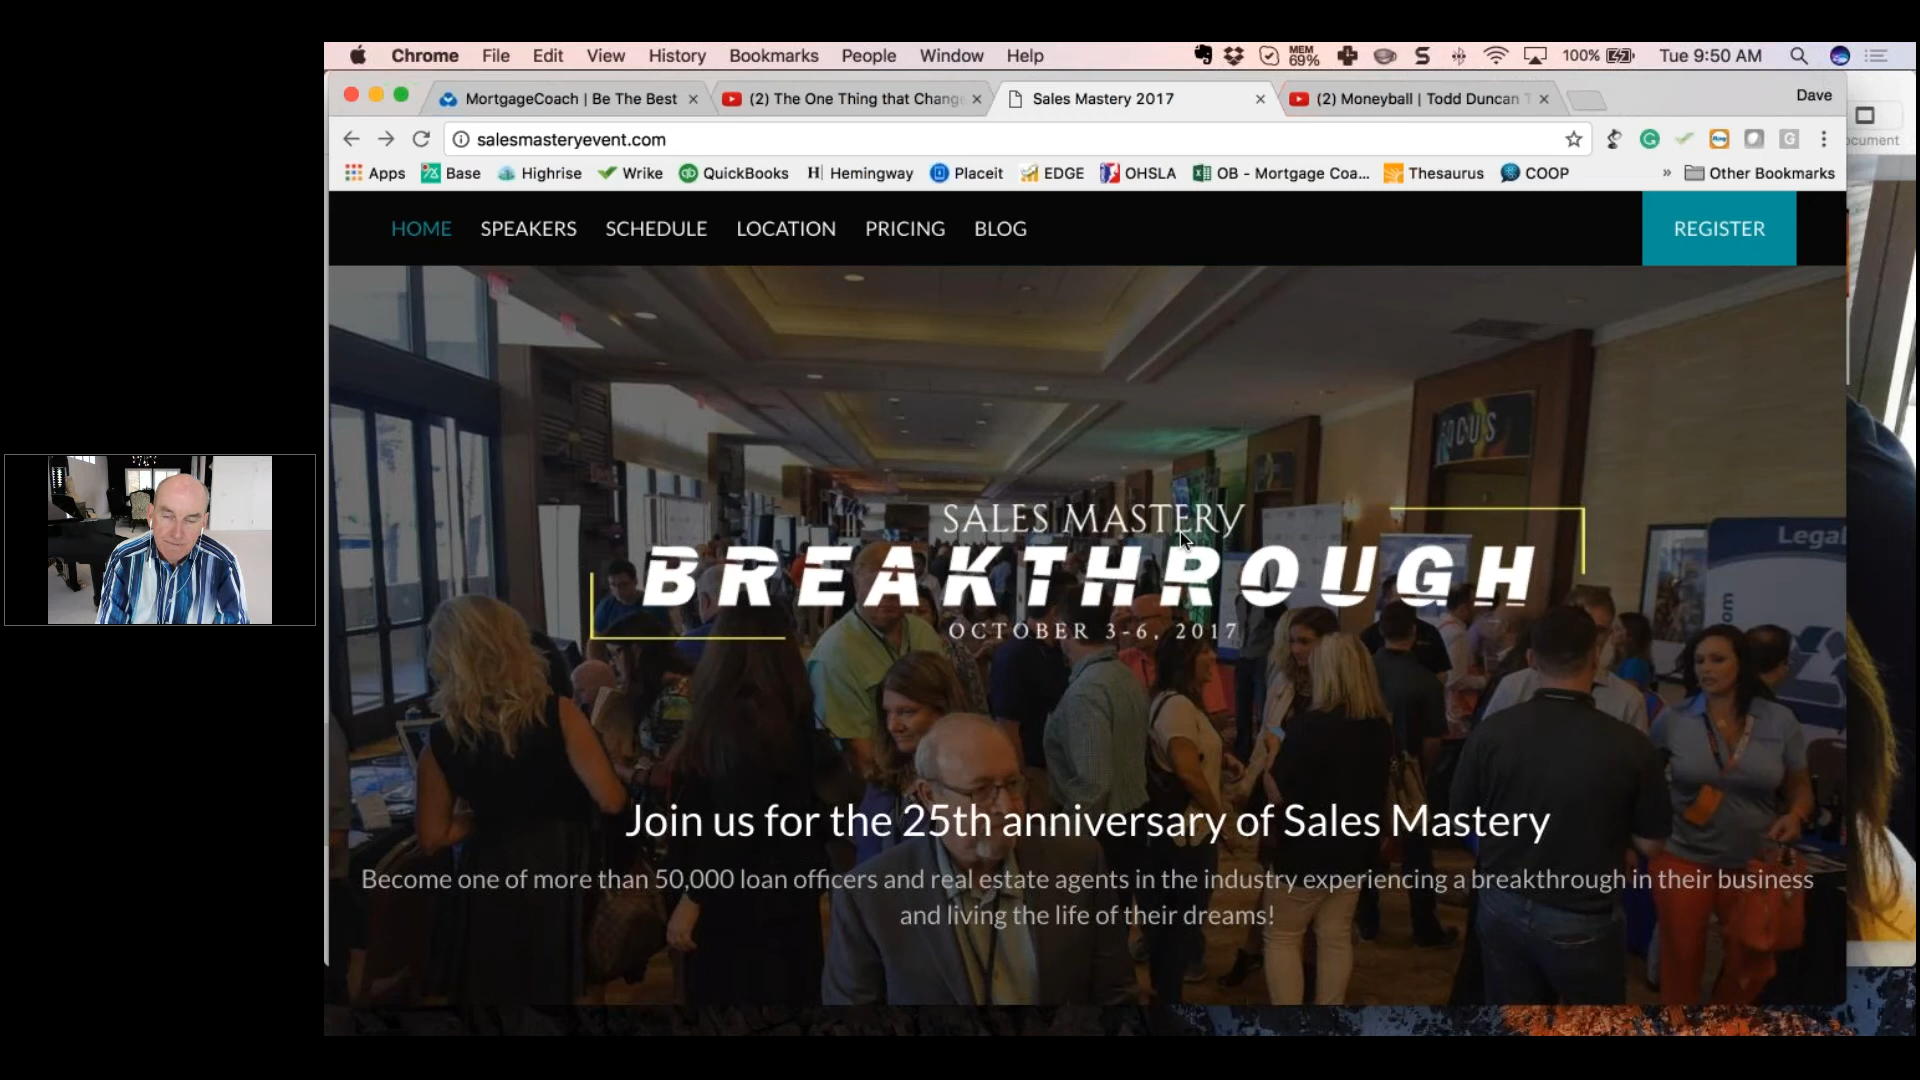 Chrome File Edit View History Bookmarks People Window Help MEM 69% 100% Tue 9:50 AM
MortgageCoach | Be The Best (2) The One Thing that Chang Sales Mastery 2017 (2) Moneyball | Todd Duncan T Dave
salesmasteryevent.com
Apps Base Highrise Wrike QuickBooks Hemingway Placeit EDGE OHSLA OB - Mortgage Coa... Thesaurus COOP » Other Bookmarks
HOME SPEAKERS SCHEDULE LOCATION PRICING BLOG REGISTER
FOCUS
Legal
SALES MASTERY
BREAKTHROUGH
OCTOBER 3-6, 2017
Join us for the 25th anniversary of Sales Mastery
Become one of more than 50,000 loan officers and real estate agents in the industry experiencing a breakthrough in their business
and living the life of their dreams!